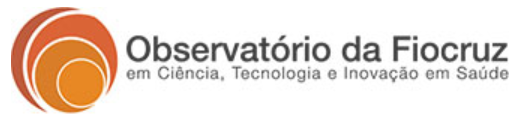 Observatório da Fiocruz
em Ciência, Tecnologia e Inovação em Saúde